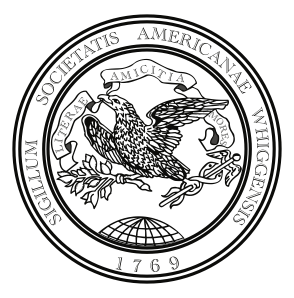 SIGILLUM SOCIETATIS AMERICANAE WHIGGENSIS
LITERAE AMICITIA MORES
1769